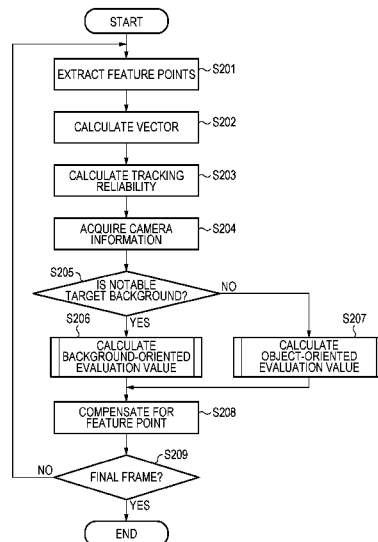 START
EXTRACT FEATURE POINTS
S201
CALCULATE VECTOR
S202
CALCULATE TRACKING
RELIABILITY
S203
ACQUIRE CAMERA
INFORMATION
S204
S205
IS NOTABLE
TARGET BACKGROUND?
NO
YES
S206
CALCULATE
BACKGROUND-ORIENTED
EVALUATION VALUE
S207
CALCULATE
OBJECT-ORIENTED
EVALUATION VALUE
COMPENSATE FOR
FEATURE POINT
S208
S209
NO
FINAL FRAME?
YES
END